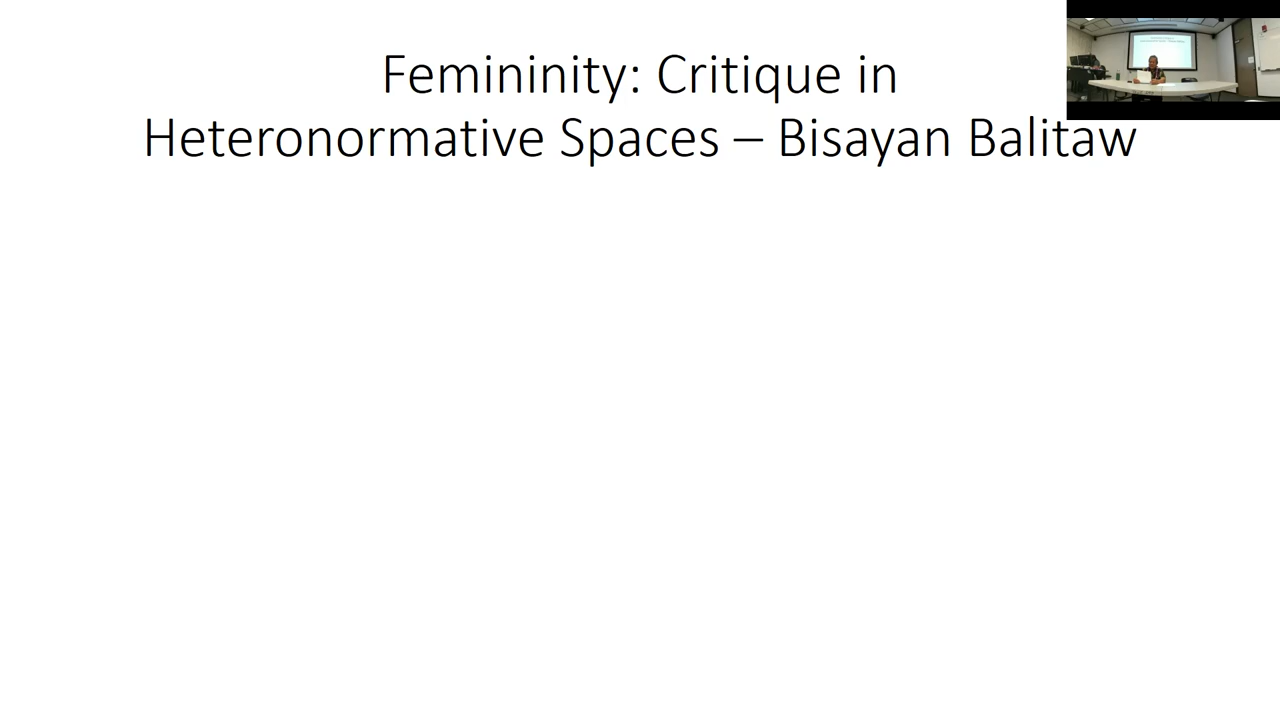 Femininity: Critique in
Heteronormative Spaces – Bisayan Balitaw